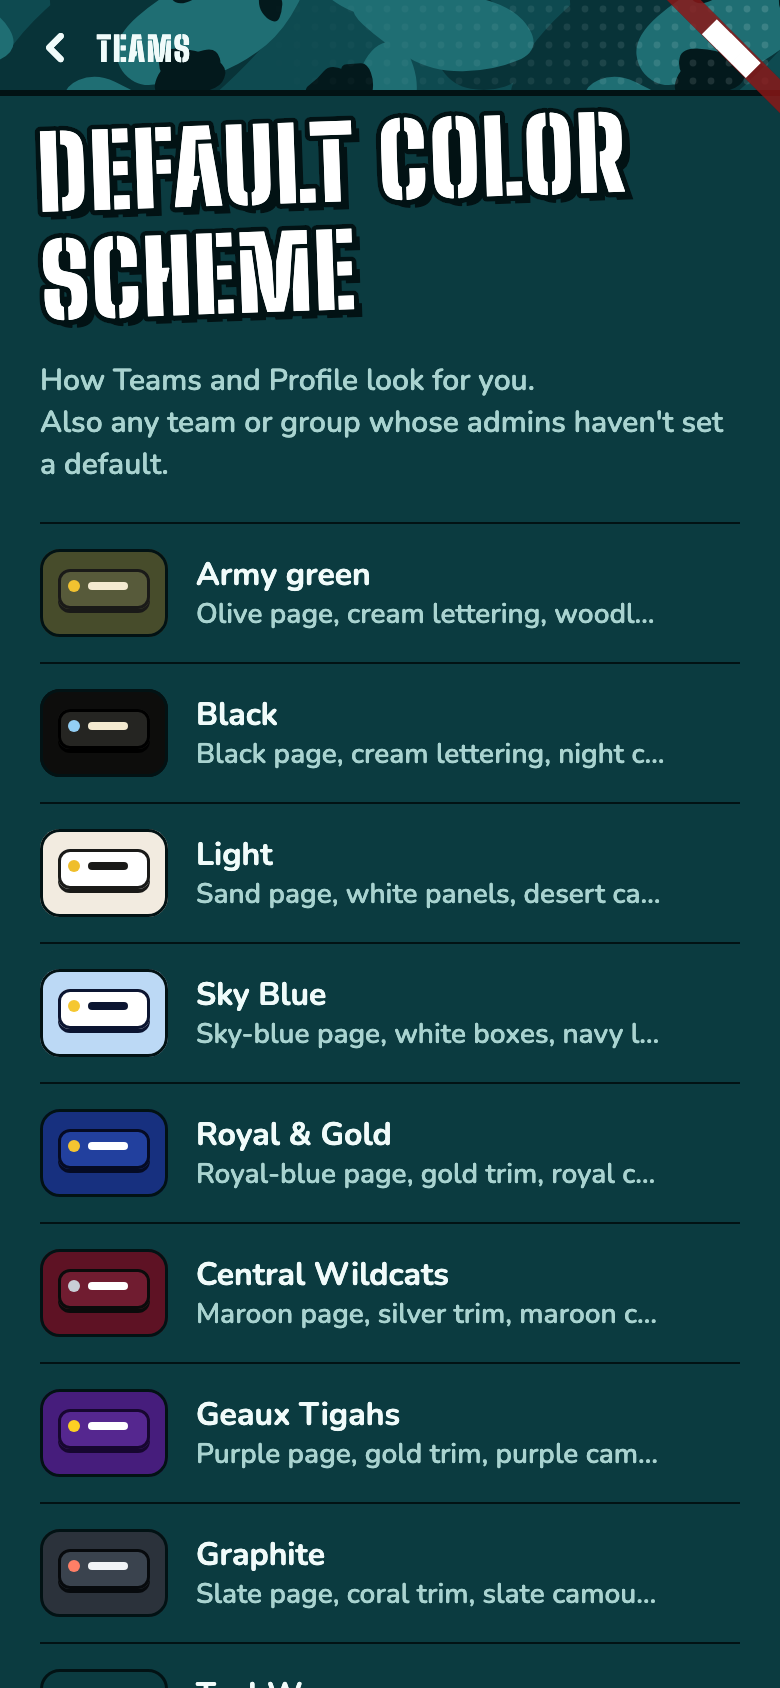 TEAMS
DEFAULT COLOR
SCHEME
How Teams and Profile look for you.
Also any team or group whose admins haven't set
a default.
Army green
Olive page, cream lettering, woodl...
Black
Black page, cream lettering, night c...
Light
Sand page, white panels, desert ca...
Sky Blue
Sky-blue page, white boxes, navy l...
Royal & Gold
Royal-blue page, gold trim, royal c...
Central Wildcats
Maroon page, silver trim, maroon c...
Geaux Tigahs
Purple page, gold trim, purple cam...
Graphite
Slate page, coral trim, slate camou...